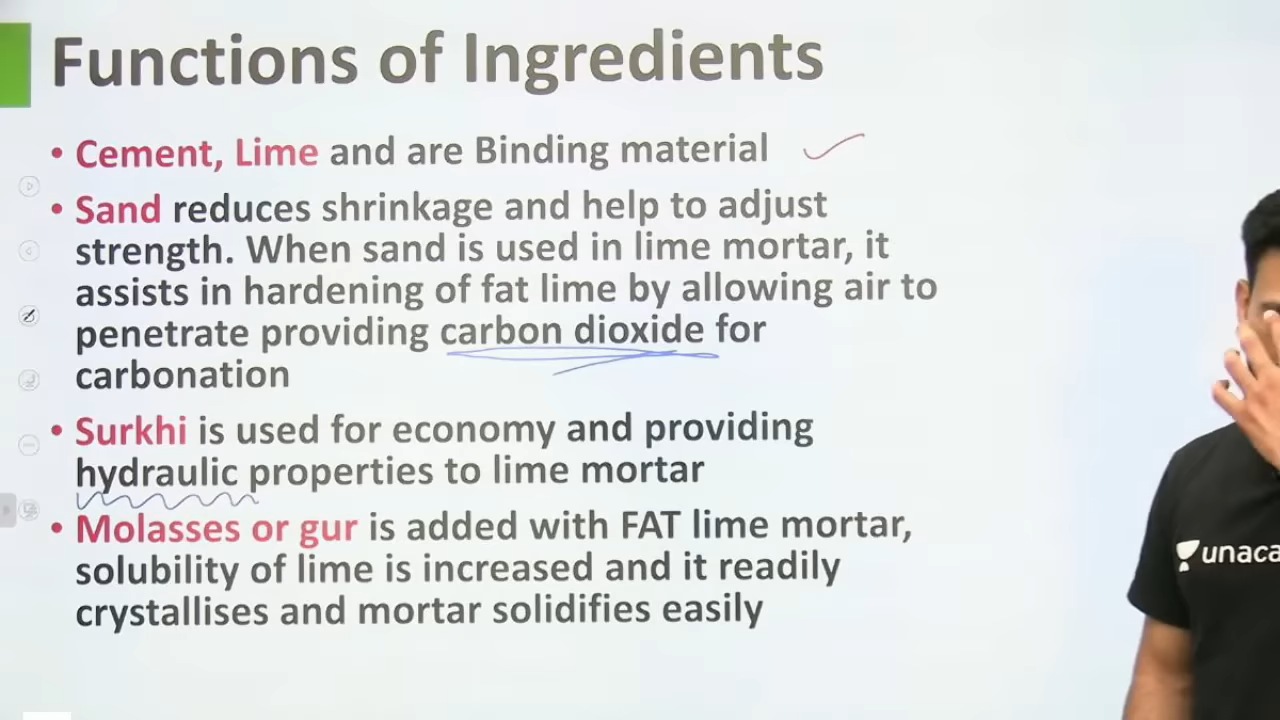 Functions of Ingredients
• Cement, Lime and are Binding material
• Sand reduces shrinkage and help to adjust
strength. When sand is used in lime mortar, it
assists in hardening of fat lime by allowing air to
penetrate providing carbon dioxide for
carbonation
• Surkhi is used for economy and providing
hydraulic properties to lime mortar
• Molasses or gur is added with FAT lime mortar,
solubility of lime is increased and it readily
crystallises and mortar solidifies easily
unaca